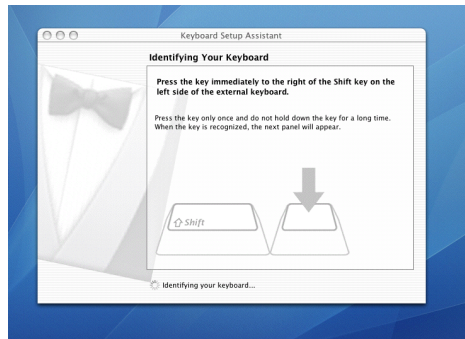 Keyboard Setup Assistant
Identifying Your Keyboard
Press the key immediately to the right of the Shift key on the
left side of the external keyboard.
Press the key only once and do not hold down the key for a long time.
When the key is recognized, the next panel will appear.
⇧ Shift
Identifying your keyboard...